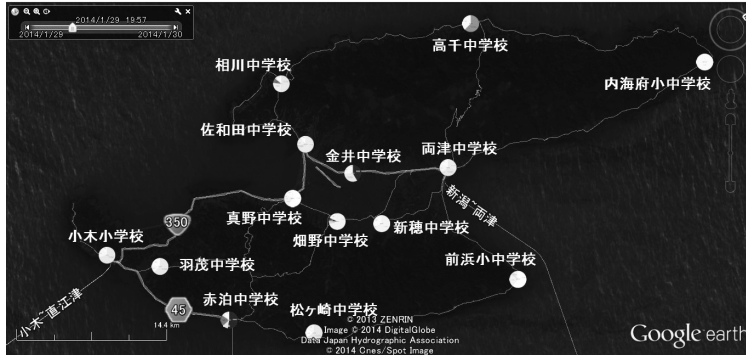 2014/1/29 19:57
2014/1/29
2014/1/30
高千中学校
相川中学校
内海府小中学校
佐和田中学校
金井中学校
両津中学校
新潟~両津
真野中学校
畑野中学校
新穂中学校
350
小木小学校
羽茂中学校
前浜小中学校
小木~直江津
45
赤泊中学校
松ヶ崎中学校
14.4 km
© 2013 ZENRIN
Image © 2014 DigitalGlobe
Data Japan Hydrographic Association
© 2014 Cnes/Spot Image
Google earth